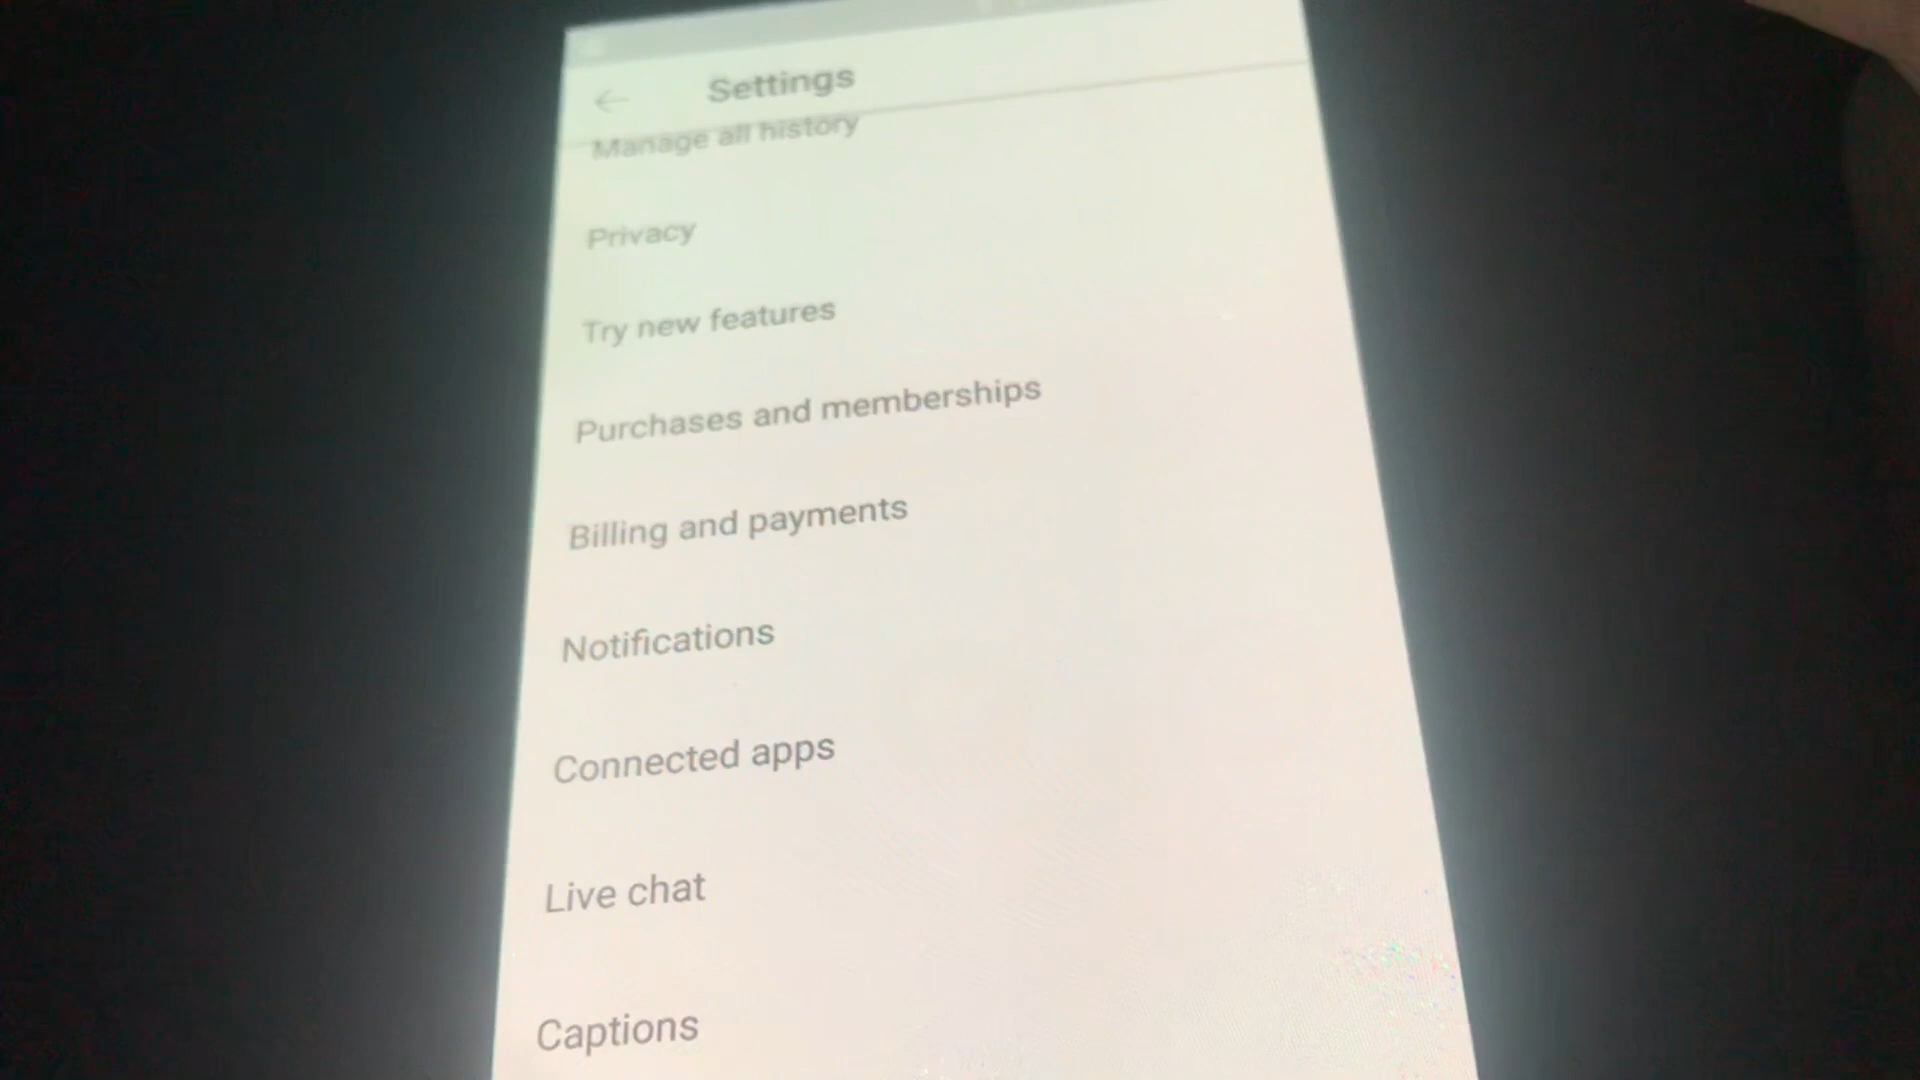 Settings
Manage all history
Privacy
Try new features
Purchases and memberships
Billing and payments
Notifications
Connected apps
Live chat
Captions